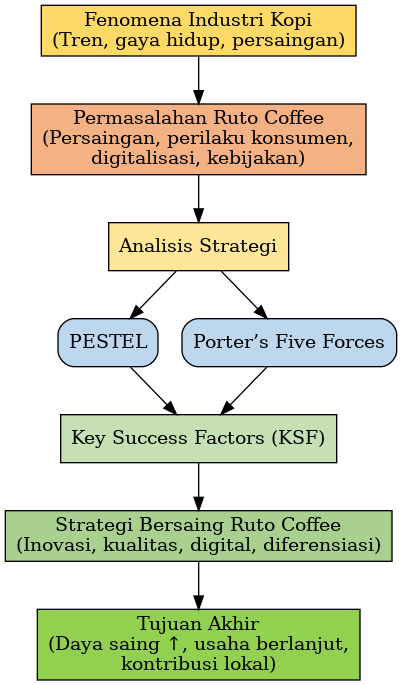 Fenomena Industri Kopi
(Tren, gaya hidup, persaingan)
Permasalahan Ruto Coffee
(Persaingan, perilaku konsumen,
digitalisasi, kebijakan)
Analisis Strategi
PESTEL
Porter’s Five Forces
Key Success Factors (KSF)
Strategi Bersaing Ruto Coffee
(Inovasi, kualitas, digital, diferensiasi)
Tujuan Akhir
(Daya saing ↑, usaha berlanjut,
kontribusi lokal)